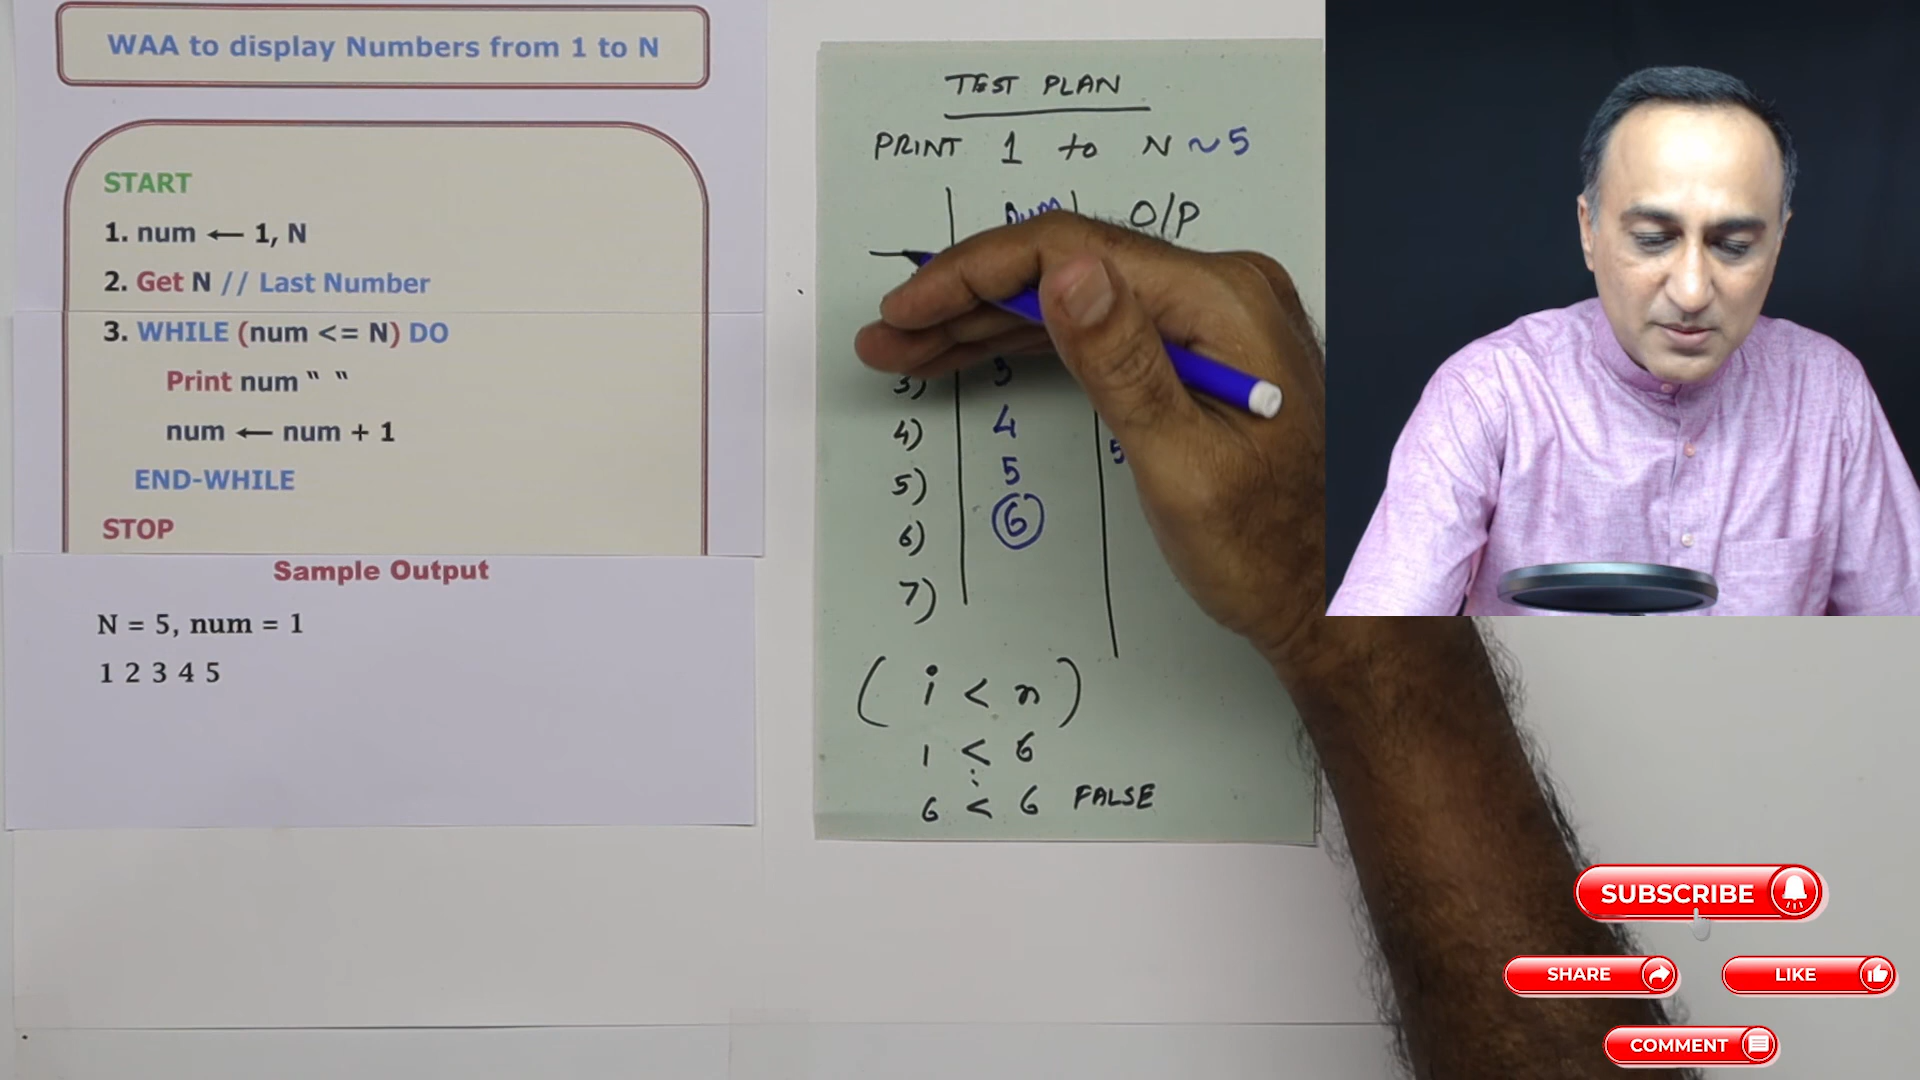 WAA to display Numbers from 1 to N
START
1. num ← 1, N
2. Get N // Last Number
3. WHILE (num <= N) DO
Print num “ “
num ← num + 1
END-WHILE
STOP
Sample Output
N = 5, num = 1
1 2 3 4 5
TEST PLAN
PRINT 1 to N ~ 5
num O/P
3) 3
4) 4 5
5) 5
6) 6
7)
( i < n )
1 < 6
:
6 < 6 FALSE
SUBSCRIBE
SHARE
LIKE
COMMENT